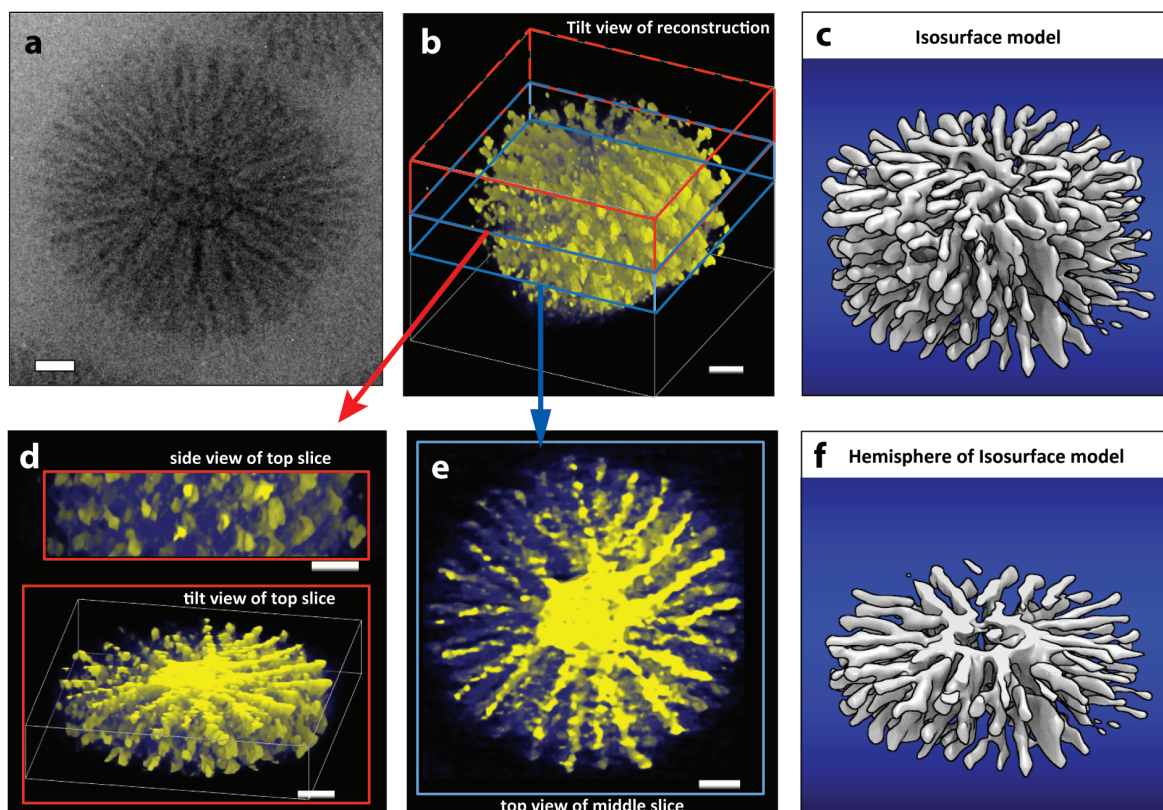 a
b
Tilt view of reconstruction
c
Isosurface model
d
side view of top slice
tilt view of top slice
e
top view of middle slice
f
Hemisphere of Isosurface model